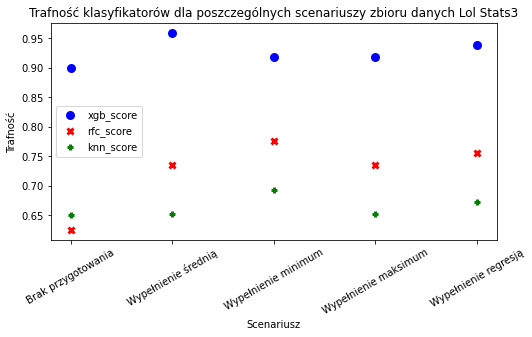 Trafność klasyfikatorów dla poszczególnych scenariuszy zbioru danych Lol Stats3
Trafność
0.95
0.90
0.85
0.80
0.75
0.70
0.65
xgb_score
rfc_score
knn_score
Brak przygotowania
Wypełnienie średnią
Wypełnienie minimum
Wypełnienie maksimum
Wypełnienie regresją
Scenariusz